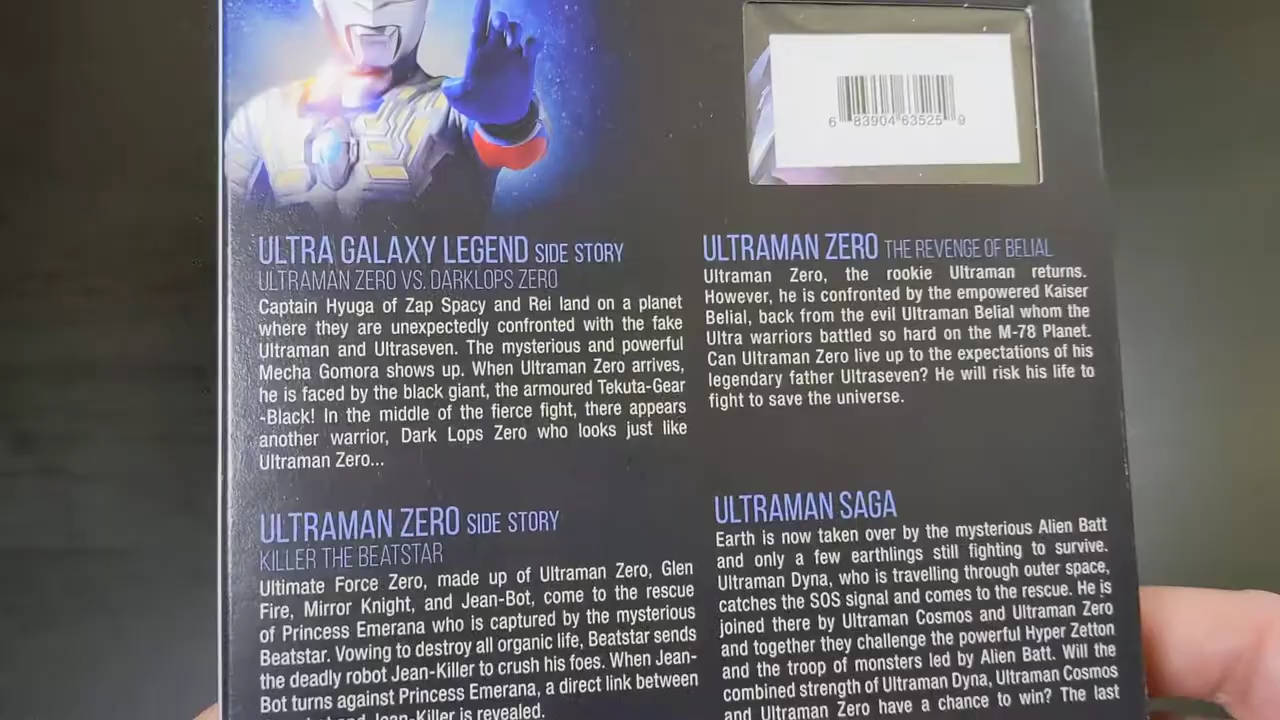 6 83904 63525 9
ULTRA GALAXY LEGEND SIDE STORY
ULTRAMAN ZERO VS. DARKLOPS ZERO
Captain Hyuga of Zap Spacy and Rei land on a planet
where they are unexpectedly confronted with the fake
Ultraman and Ultraseven. The mysterious and powerful
Mecha Gomora shows up. When Ultraman Zero arrives,
he is faced by the black giant, the armoured Tekuta-Gear
-Black! In the middle of the fierce fight, there appears
another warrior, Dark Lops Zero who looks just like
Ultraman Zero...
ULTRAMAN ZERO THE REVENGE OF BELIAL
Ultraman Zero, the rookie Ultraman returns.
However, he is confronted by the empowered Kaiser
Belial, back from the evil Ultraman Belial whom the
Ultra warriors battled so hard on the M-78 Planet.
Can Ultraman Zero live up to the expectations of his
legendary father Ultraseven? He will risk his life to
fight to save the universe.
ULTRAMAN ZERO SIDE STORY
KILLER THE BEATSTAR
Ultimate Force Zero, made up of Ultraman Zero, Glen
Fire, Mirror Knight, and Jean-Bot, come to the rescue
of Princess Emerana who is captured by the mysterious
Beatstar. Vowing to destroy all organic life, Beatstar sends
the deadly robot Jean-Killer to crush his foes. When Jean-
Bot turns against Princess Emerana, a direct link between
and Jean-Killer is revealed.
ULTRAMAN SAGA
Earth is now taken over by the mysterious Alien Batt
and only a few earthlings still fighting to survive.
Ultraman Dyna, who is travelling through outer space,
catches the SOS signal and comes to the rescue. He is
joined there by Ultraman Cosmos and Ultraman Zero
and together they challenge the powerful Hyper Zetton
and the troop of monsters led by Alien Batt. Will the
combined strength of Ultraman Dyna, Ultraman Cosmos
and Ultraman Zero have a chance to win? The last